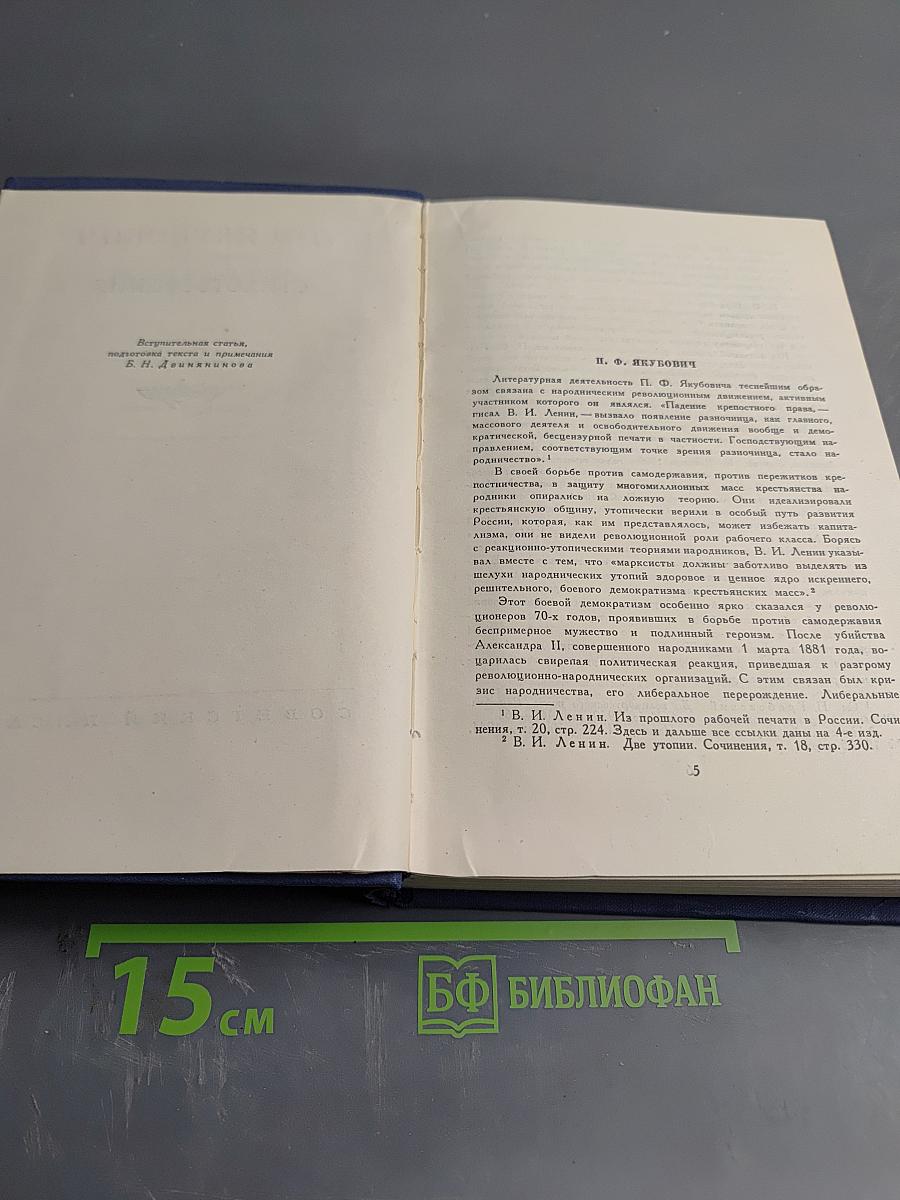 Вступительная статья,
подготовка текста и примечания
Б. Н. Двинянинова
П. Ф. ЯКУБОВИЧ
Литературная деятельность П. Ф. Якубовича теснейшим обра-
зом связана с народническим революционным движением, активным
участником которого он являлся. «Падение крепостного права,—
писал В. И. Ленин,— вызвало появление разночинца, как главного,
массового деятеля и освободительного движения вообще и демо-
кратической, бесцензурной печати в частности. Господствующим на-
правлением, соответствующим точке зрения разночинца, стало на-
родничество».¹
В своей борьбе против самодержавия, против пережитков кре-
постничества, в защиту многомиллионных масс крестьянства на-
родники опирались на ложную теорию. Они идеализировали
крестьянскую общину, утопически верили в особый путь развития
России, которая, как им представлялось, может избежать капита-
лизма, они не видели революционной роли рабочего класса. Борясь
с реакционно-утопическими теориями народников, В. И. Ленин указы-
вал вместе с тем, что «марксисты должны заботливо выделять из
шелухи народнических утопий здоровое и ценное ядро искреннего,
решительного, боевого демократизма крестьянских масс».²
Этот боевой демократизм особенно ярко сказался у револю-
ционеров 70-х годов, проявивших в борьбе против самодержавия
беспримерное мужество и подлинный героизм. После убийства
Александра II, совершенного народниками 1 марта 1881 года, во-
царилась свирепая политическая реакция, приведшая к разгрому
революционно-народнических организаций. С этим связан был кри-
зис народничества, его либеральное перерождение. Либеральные
¹ В. И. Ленин. Из прошлого рабочей печати в России. Сочи-
нения, т. 20, стр. 224. Здесь и дальше все ссылки даны на 4-е изд.
² В. И. Ленин. Две утопии. Сочинения, т. 18, стр. 330.
5
15 см
БФ БИБЛИОФАН